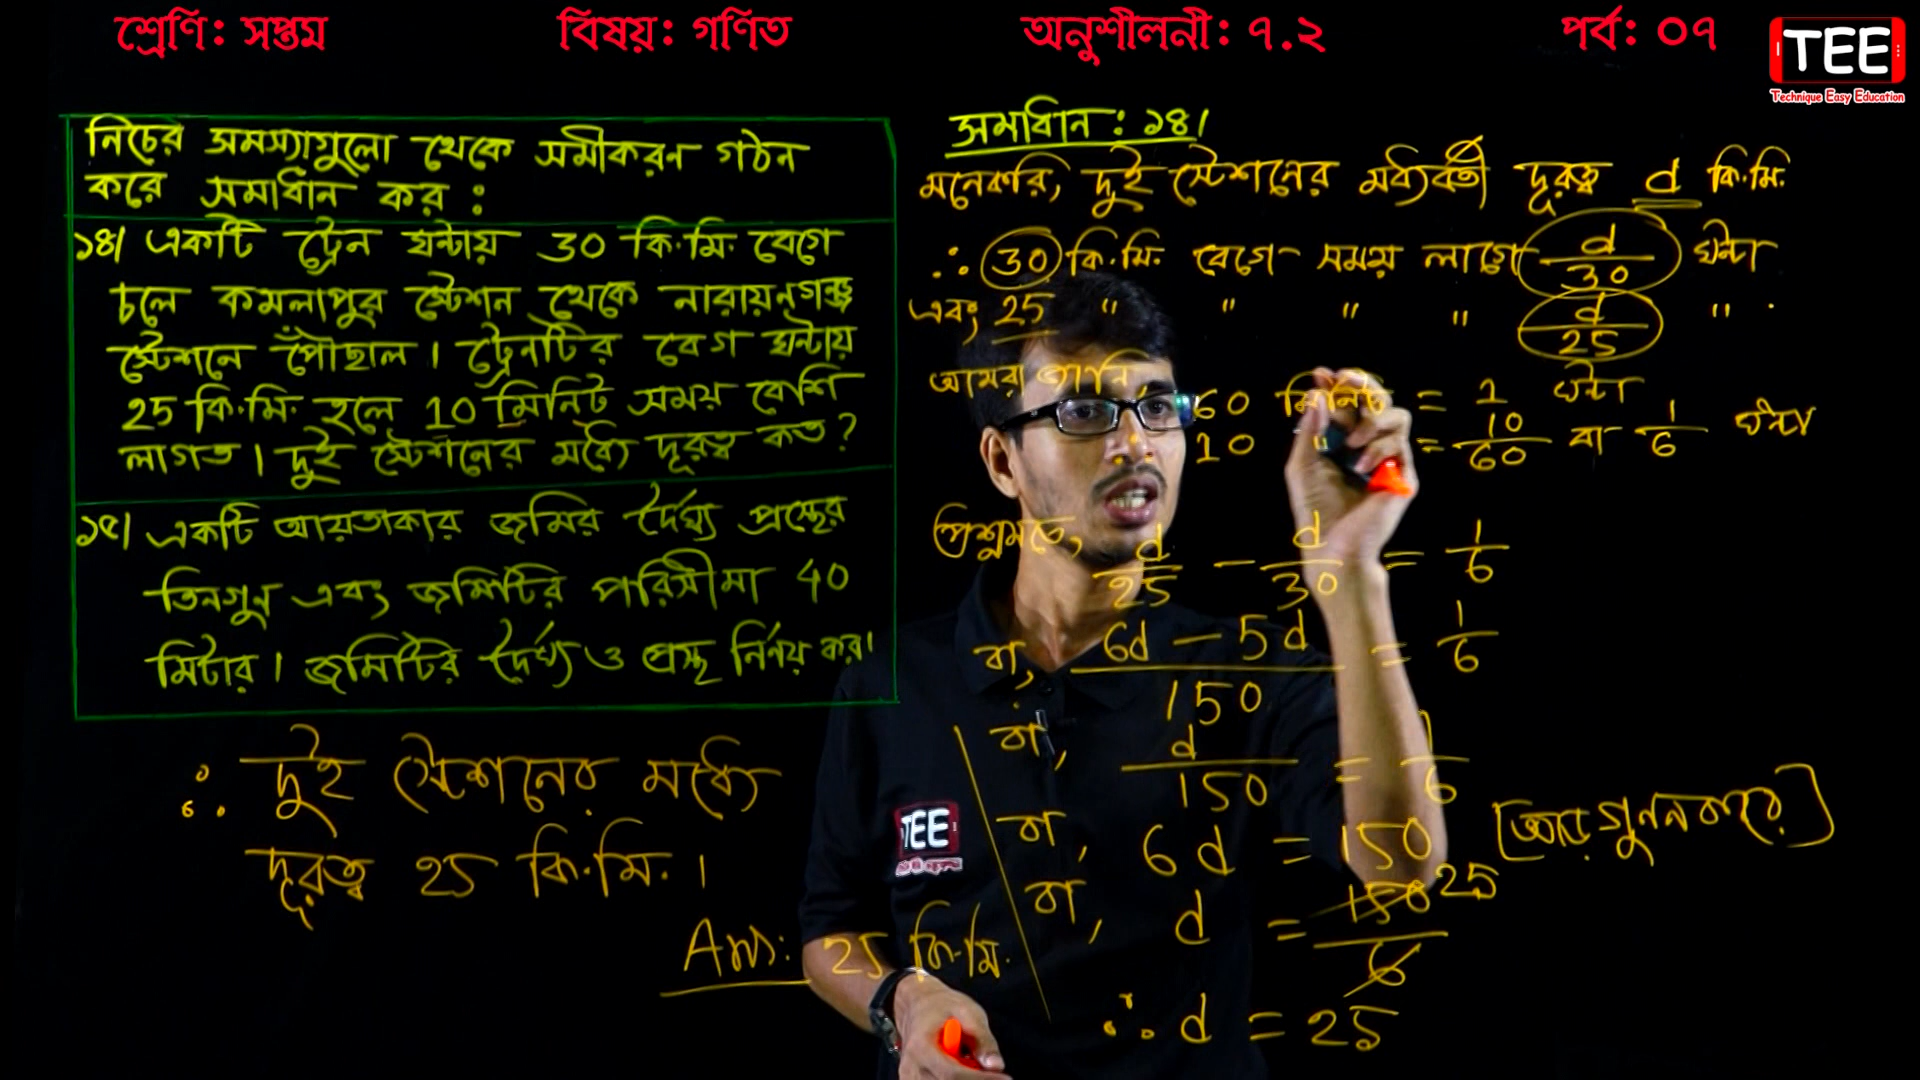 শ্রেণি: সপ্তম বিষয়: গণিত অনুশীলনী: ৭.২ পর্ব: ০৭
TEE
Technique Easy Education
নিচের সমস্যাগুলো থেকে সমীকরণ গঠন
করে সমাধান কর :
১৪। একটি ট্রেন ঘন্টায় 30 কি.মি. বেগে
চলে কমলাপুর স্টেশন থেকে নারায়নগঞ্জ
স্টেশনে পৌঁছাল। ট্রেনটির বেগ ঘন্টায়
25 কি.মি. হলে 10 মিনিট সময় বেশি
লাগত। দুই স্টেশনের মধ্যে দূরত্ব কত?
১৫। একটি আয়তাকার জমির দৈর্ঘ্য প্রস্থের
তিনগুন এবং জমিটির পরিসীমা 40
মিটার। জমিটির দৈর্ঘ্য ও প্রস্থ নির্নয় কর।
সমাধান : ১৪।
মনেকরি, দুই স্টেশনের মধ্যবর্তী দূরত্ব d কি.মি.
∴ 30 কি.মি. বেগে সময় লাগে d/30 ঘন্টা
এবং 25 " " " " d/25 " .
আমরা জানি,
60 মিনিট = 1 ঘন্টা
∴ 10 " = 10/60 বা 1/6 ঘন্টা
প্রশ্নমতে, d/25 − d/30 = 1/6
বা, 6d − 5d / 150 = 1/6
বা, d/150 = 1/6
বা, 6d = 150 [আড়গুননকরে]
বা, d = 150/6 25
∴ d = 25
∴ দুই স্টেশনের মধ্যে
দূরত্ব 25 কি.মি.।
Ans: 25 কি.মি.
TEE